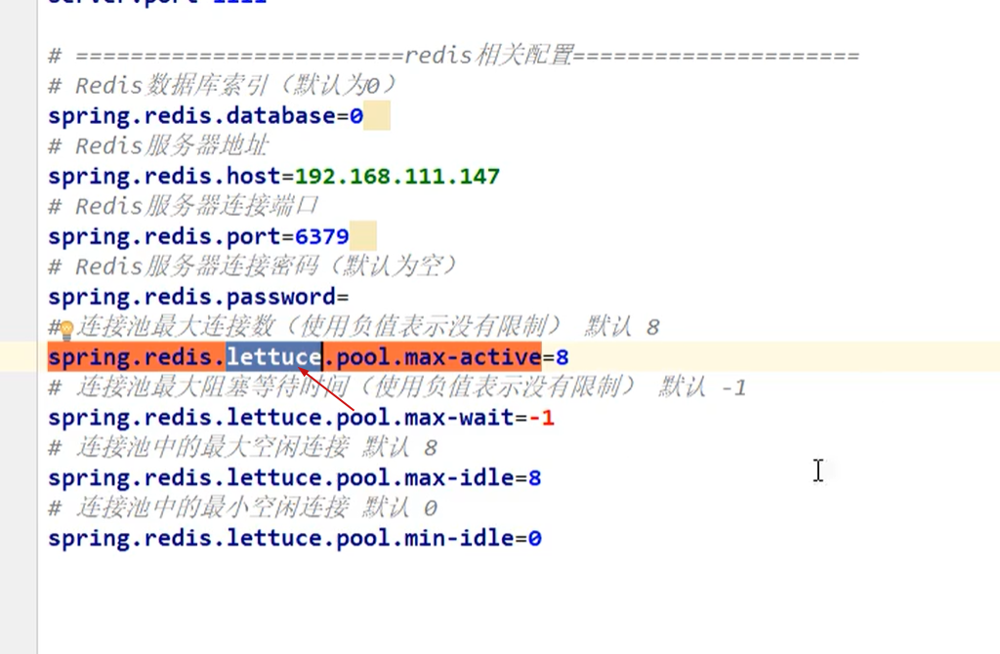 server.port=1111
# ========================redis相关配置=====================
# Redis数据库索引（默认为0）
spring.redis.database=0
# Redis服务器地址
spring.redis.host=192.168.111.147
# Redis服务器连接端口
spring.redis.port=6379
# Redis服务器连接密码（默认为空）
spring.redis.password=
# 连接池最大连接数（使用负值表示没有限制） 默认 8
spring.redis.lettuce.pool.max-active=8
# 连接池最大阻塞等待时间（使用负值表示没有限制） 默认 -1
spring.redis.lettuce.pool.max-wait=-1
# 连接池中的最大空闲连接 默认 8
spring.redis.lettuce.pool.max-idle=8
# 连接池中的最小空闲连接 默认 0
spring.redis.lettuce.pool.min-idle=0